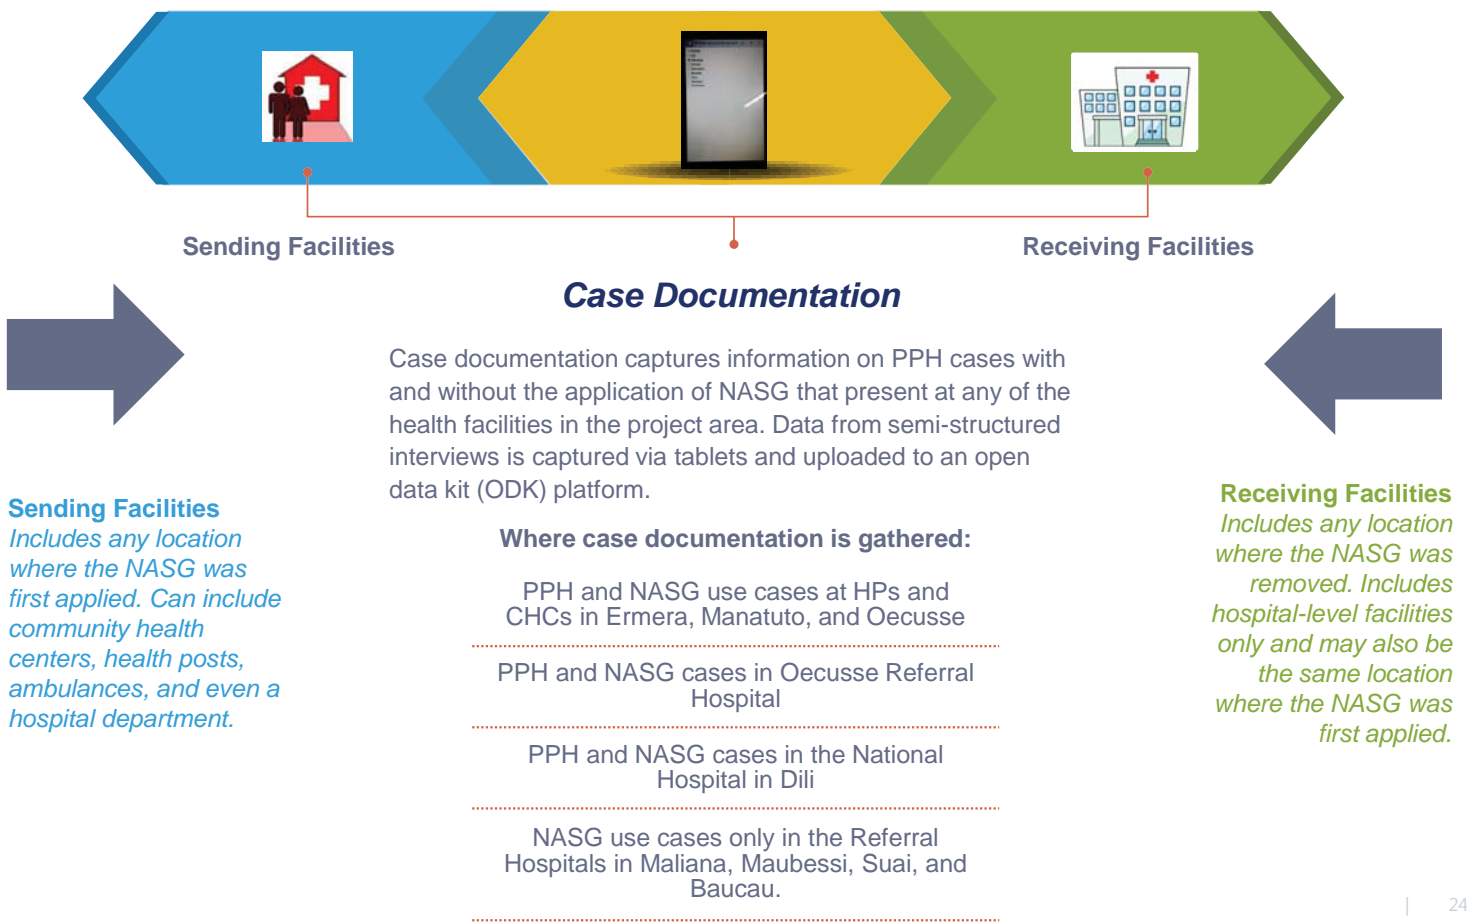 Sending Facilities
Receiving Facilities
Case Documentation
Case documentation captures information on PPH cases with
and without the application of NASG that present at any of the
health facilities in the project area. Data from semi-structured
interviews is captured via tablets and uploaded to an open
data kit (ODK) platform.
Where case documentation is gathered:
PPH and NASG use cases at HPs and
CHCs in Ermera, Manatuto, and Oecusse
PPH and NASG cases in Oecusse Referral
Hospital
PPH and NASG cases in the National
Hospital in Dili
NASG use cases only in the Referral
Hospitals in Maliana, Maubessi, Suai, and
Baucau.
Sending Facilities
Includes any location
where the NASG was
first applied. Can include
community health
centers, health posts,
ambulances, and even a
hospital department.
Receiving Facilities
Includes any location
where the NASG was
removed. Includes
hospital-level facilities
only and may also be
the same location
where the NASG was
first applied.
| 24